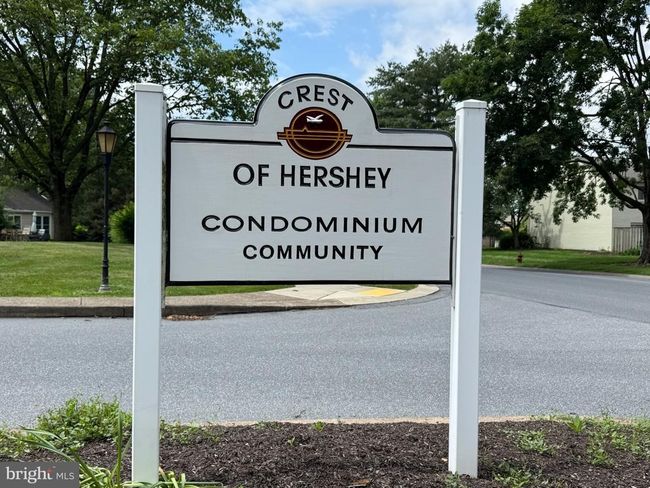 CREST
OF HERSHEY
CONDOMINIUM
COMMUNITY
bright MLS